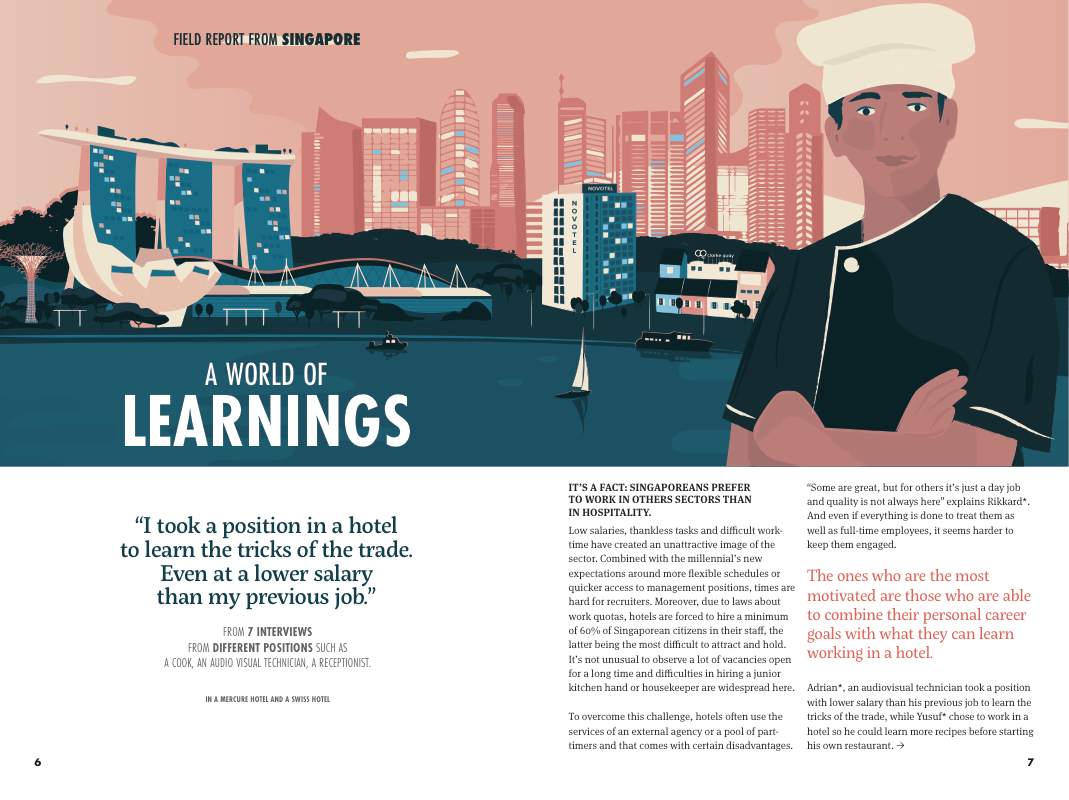 FIELD REPORT FROM SINGAPORE
NOVOTEL
NOVOTEL
clarke quay
A WORLD OF
LEARNINGS
“I took a position in a hotel
to learn the tricks of the trade.
Even at a lower salary
than my previous job.”
FROM 7 INTERVIEWS
FROM DIFFERENT POSITIONS SUCH AS
A COOK, AN AUDIO VISUAL TECHNICIAN, A RECEPTIONIST.
IN A MERCURE HOTEL AND A SWISS HOTEL
6
IT’S A FACT: SINGAPOREANS PREFER
TO WORK IN OTHERS SECTORS THAN
IN HOSPITALITY.
Low salaries, thankless tasks and difficult work-
time have created an unattractive image of the
sector. Combined with the millennial’s new
expectations around more flexible schedules or
quicker access to management positions, times are
hard for recruiters. Moreover, due to laws about
work quotas, hotels are forced to hire a minimum
of 60% of Singaporean citizens in their staff, the
latter being the most difficult to attract and hold.
It’s not unusual to observe a lot of vacancies open
for a long time and difficulties in hiring a junior
kitchen hand or housekeeper are widespread here.
To overcome this challenge, hotels often use the
services of an external agency or a pool of part-
timers and that comes with certain disadvantages.
“Some are great, but for others it’s just a day job
and quality is not always here” explains Rikkard*.
And even if everything is done to treat them as
well as full-time employees, it seems harder to
keep them engaged.
The ones who are the most
motivated are those who are able
to combine their personal career
goals with what they can learn
working in a hotel.
Adrian*, an audiovisual technician took a position
with lower salary than his previous job to learn the
tricks of the trade, while Yusuf* chose to work in a
hotel so he could learn more recipes before starting
his own restaurant. →
7